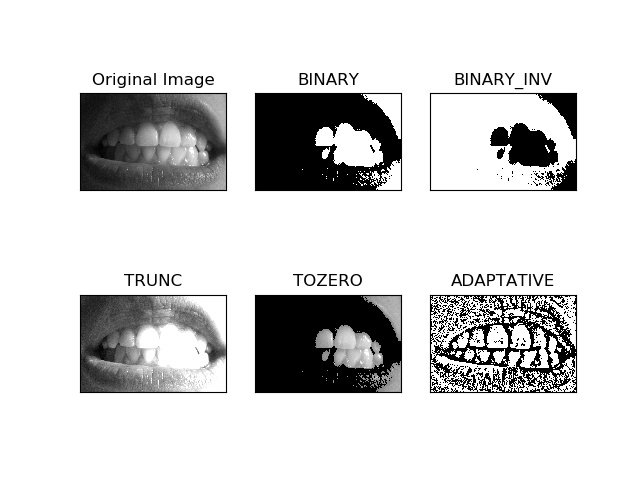 Original Image
BINARY
BINARY_INV
TRUNC
TOZERO
ADAPTATIVE